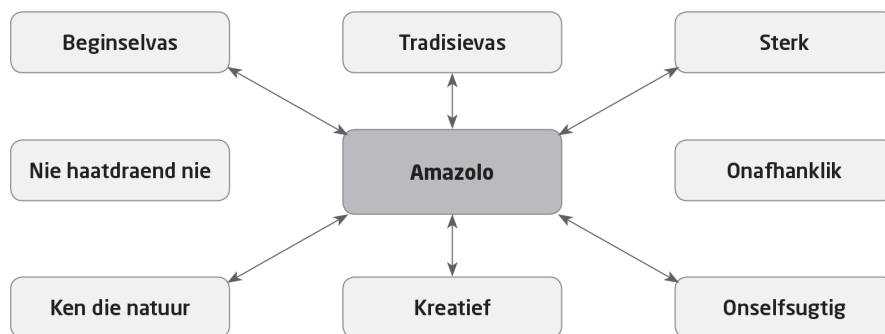 Beginselvas
Tradisievas
Sterk
Nie haatdraend nie
Amazolo
Onafhanklik
Ken die natuur
Kreatief
Onselfsugtig